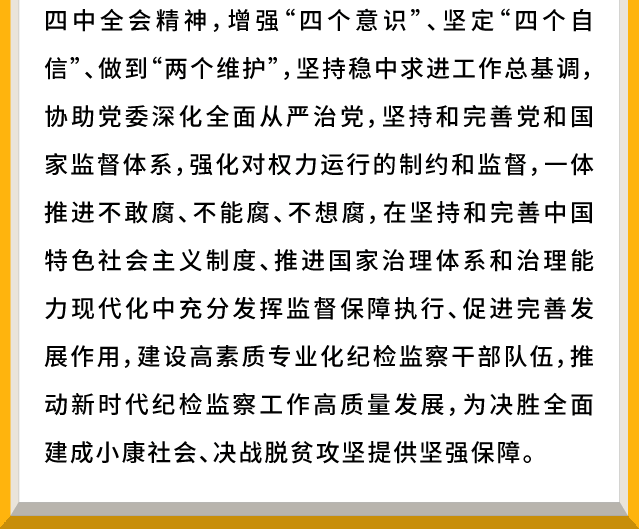 四中全会精神，增强“四个意识”、坚定“四个自
信”、做到“两个维护”，坚持稳中求进工作总基调，
协助党委深化全面从严治党，坚持和完善党和国
家监督体系，强化对权力运行的制约和监督，一体
推进不敢腐、不能腐、不想腐，在坚持和完善中国
特色社会主义制度、推进国家治理体系和治理能
力现代化中充分发挥监督保障执行、促进完善发
展作用，建设高素质专业化纪检监察干部队伍，推
动新时代纪检监察工作高质量发展，为决胜全面
建成小康社会、决战脱贫攻坚提供坚强保障。